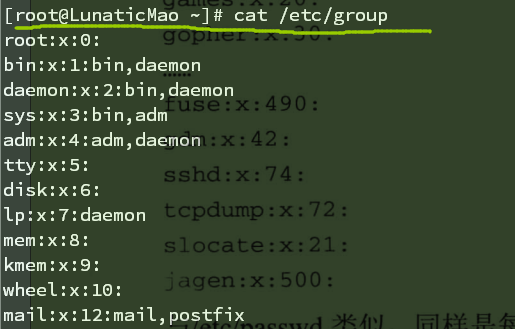 [root@LunaticMao ~]# cat /etc/group
root:x:0:
bin:x:1:bin,daemon
daemon:x:2:bin,daemon
sys:x:3:bin,adm
adm:x:4:adm,daemon
tty:x:5:
disk:x:6:
lp:x:7:daemon
mem:x:8:
kmem:x:9:
wheel:x:10:
mail:x:12:mail,postfix
games:x:20:
gopher:x:30:
……
fuse:x:490:
:x:42:
sshd:x:74:
tcpdump:x:72:
slocate:x:21:
jagen:x:500:
/etc/passwd 类似，同样是每